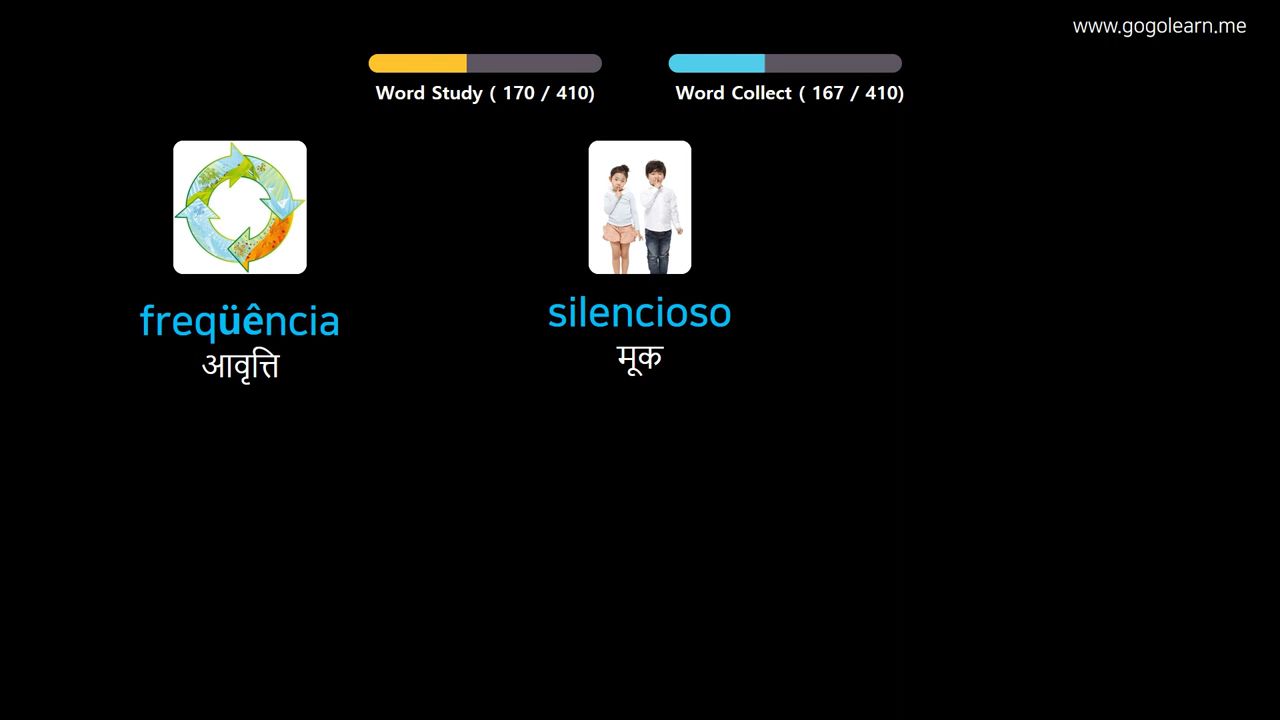 www.gogolearn.me
Word Study ( 170 / 410)
Word Collect ( 167 / 410)
freqüência
silencioso
आवृत्ति
मूक